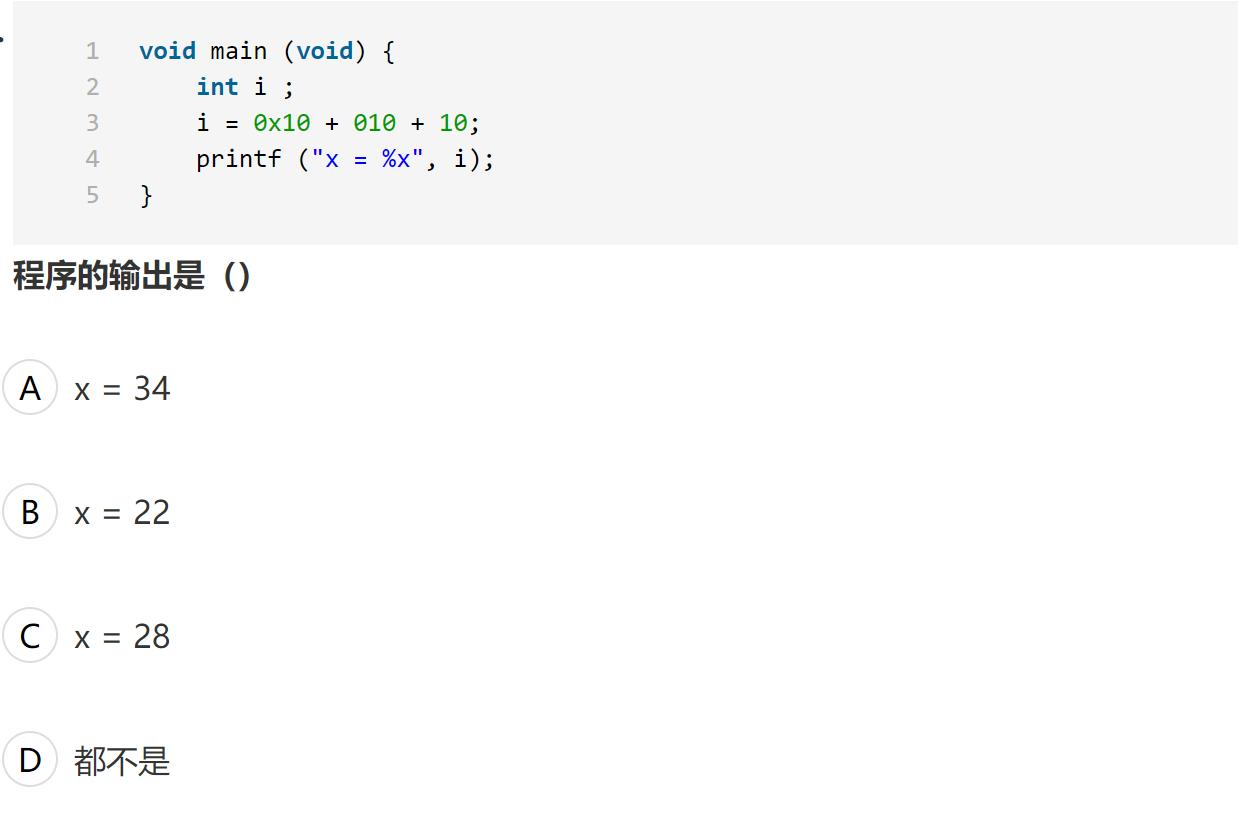 1 void main (void) {
2 int i ;
3 i = 0x10 + 010 + 10;
4 printf ("x = %x", i);
5 }
程序的输出是（）
A x = 34
B x = 22
C x = 28
D 都不是